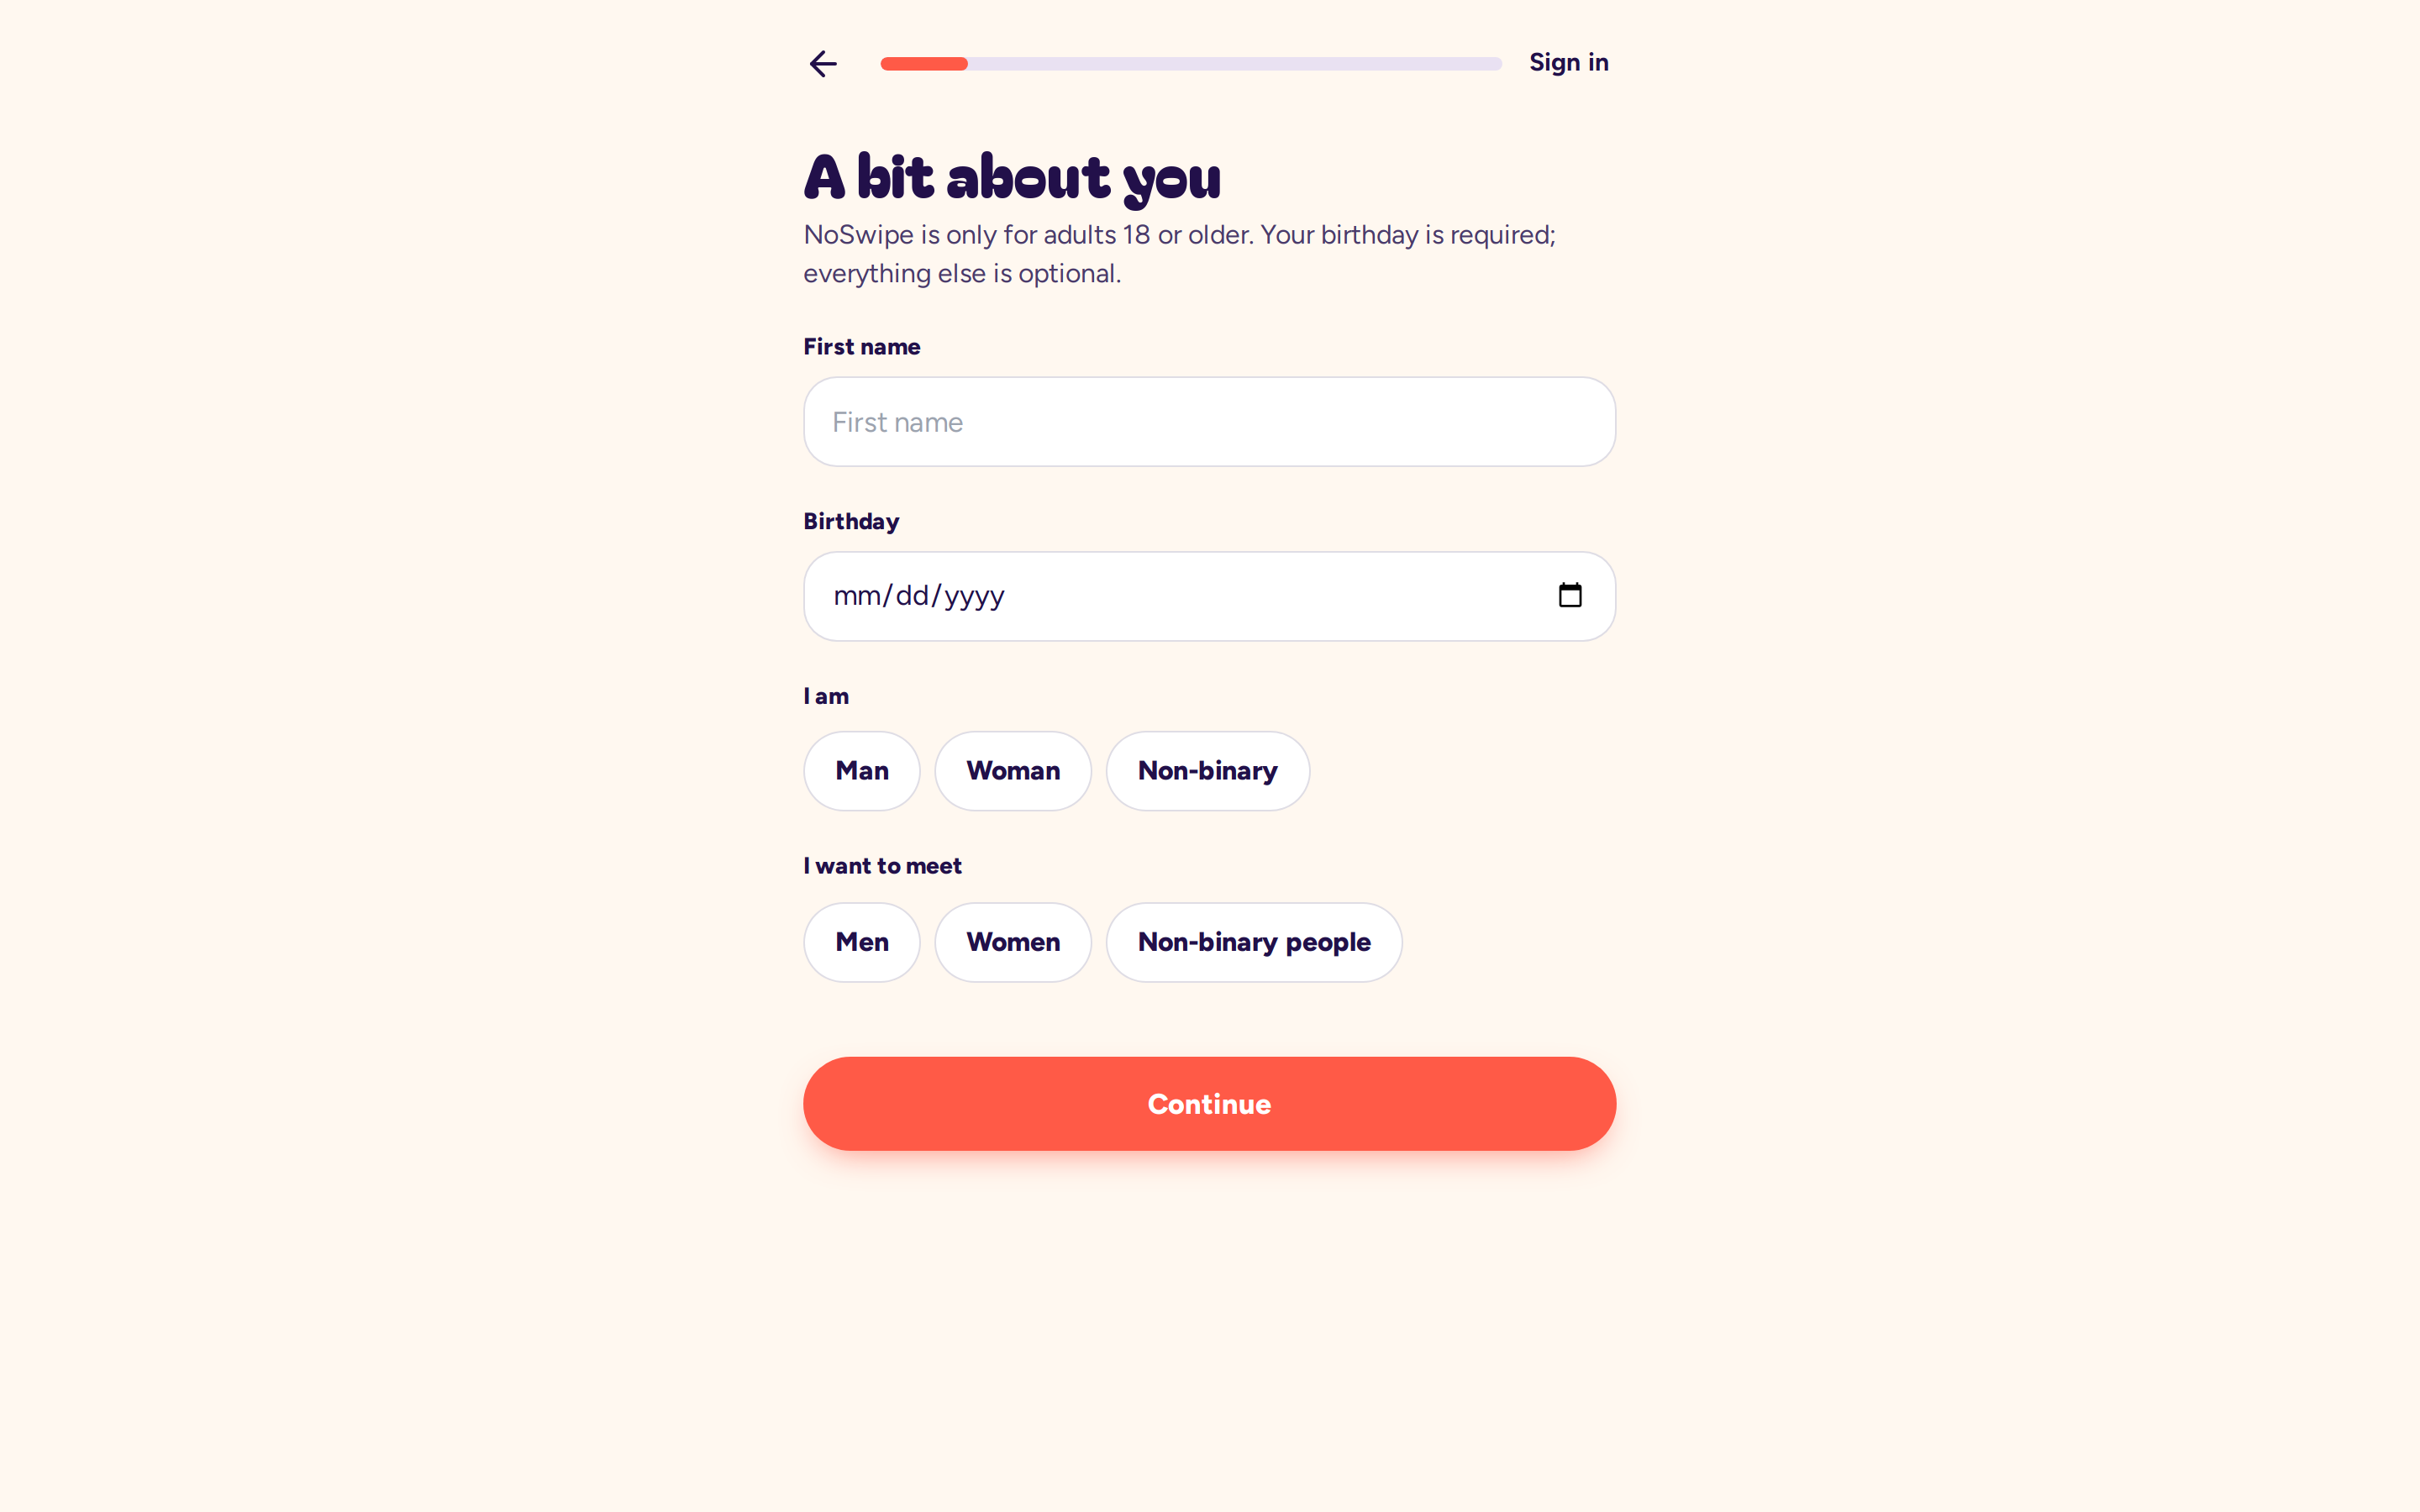 Sign in
A bit about you
NoSwipe is only for adults 18 or older. Your birthday is required;
everything else is optional.
First name
First name
Birthday
mm/dd/yyyy
I am
Man
Woman
Non-binary
I want to meet
Men
Women
Non-binary people
Continue